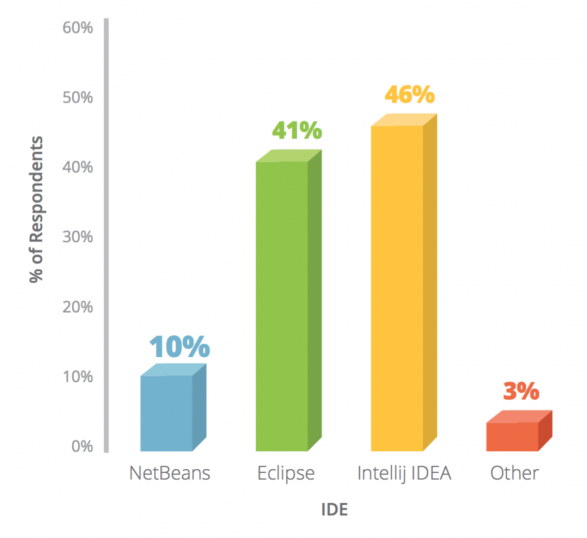 60%
50%
40%
30%
20%
10%
0%
% of Respondents
10%
41%
46%
3%
NetBeans
Eclipse
Intellij IDEA
Other
IDE